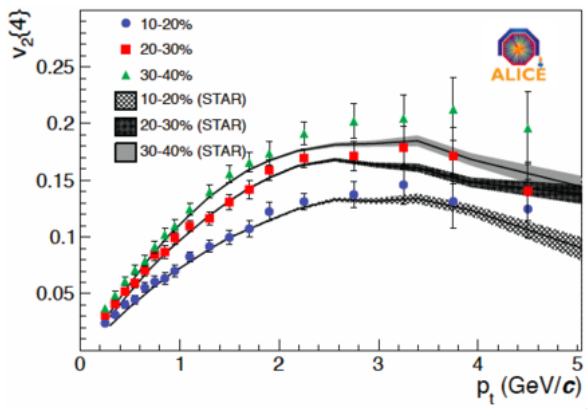 v₂{4}
0.25
0.2
0.15
0.1
0.05
10-20%
20-30%
30-40%
10-20% (STAR)
20-30% (STAR)
30-40% (STAR)
ALICE
0 1 2 3 4 5
pₜ (GeV/c)